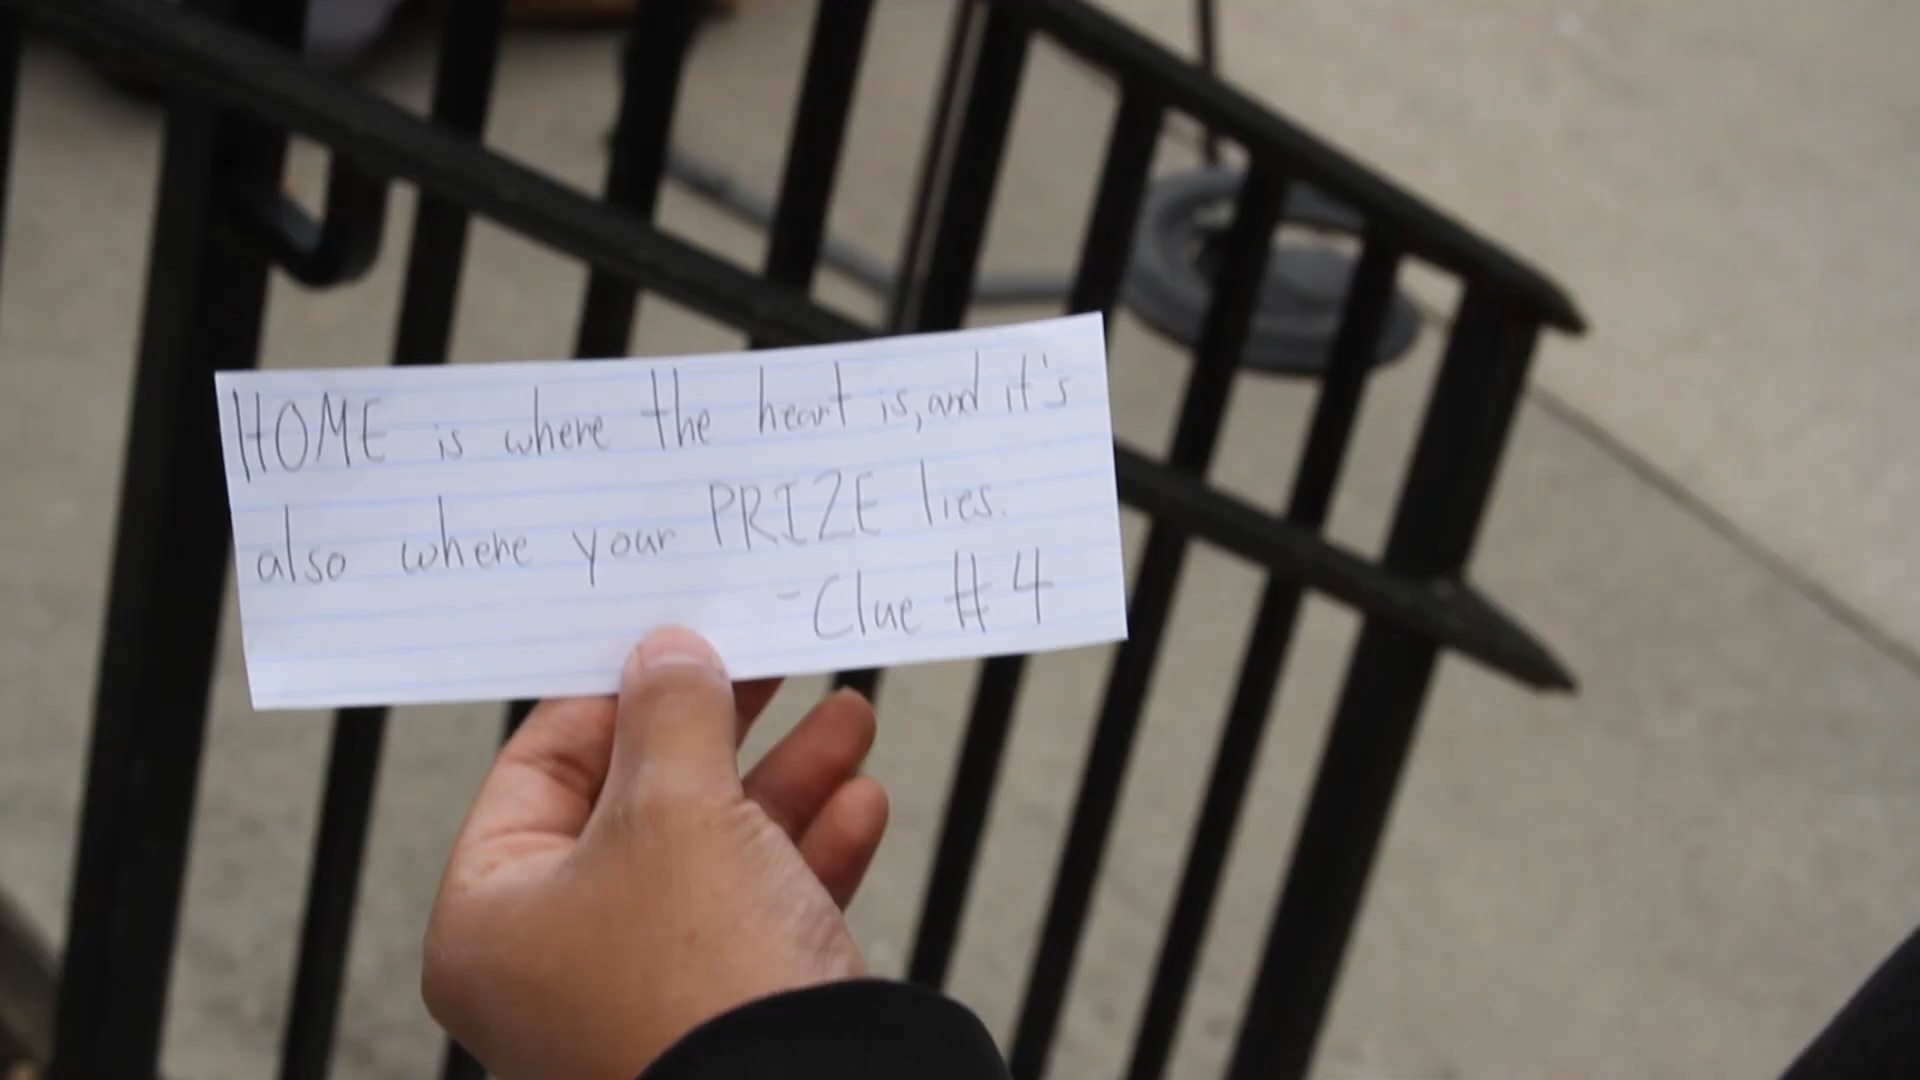 HOME is where the heart is, and it's
also where your PRIZE lies.
-Clue #4